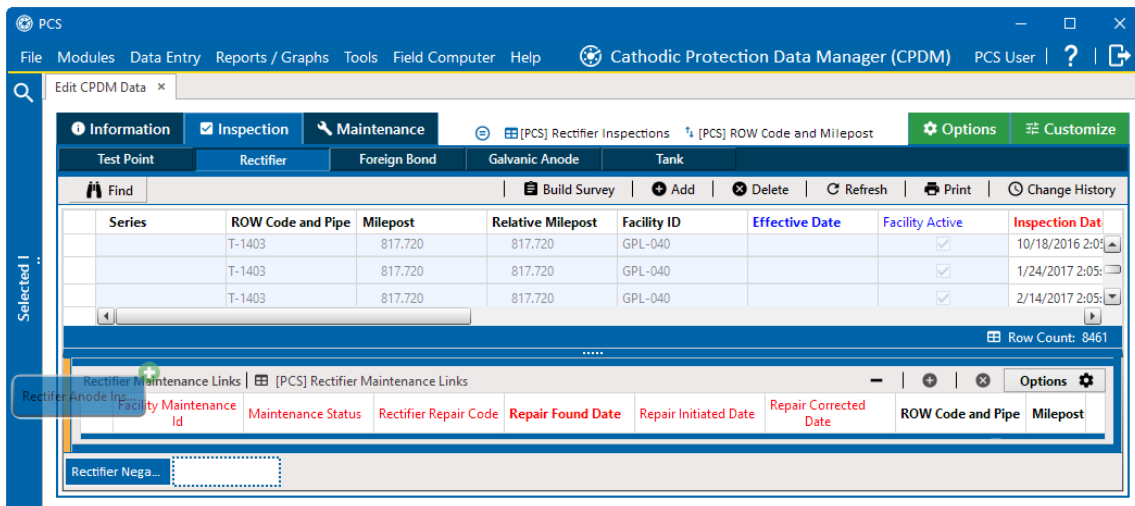 PCS
File Modules Data Entry Reports / Graphs Tools Field Computer Help Cathodic Protection Data Manager (CPDM) PCS User | ? |
Edit CPDM Data ×
Information Inspection Maintenance [PCS] Rectifier Inspections [PCS] ROW Code and Milepost Options Customize
Test Point Rectifier Foreign Bond Galvanic Anode Tank
Find | Build Survey | Add | Delete | Refresh | Print | Change History
Series ROW Code and Pipe Milepost Relative Milepost Facility ID Effective Date Facility Active Inspection Dat
T-1403 817.720 817.720 GPL-040 10/18/2016 2:05
T-1403 817.720 817.720 GPL-040 1/24/2017 2:05:
T-1403 817.720 817.720 GPL-040 2/14/2017 2:05:
Selected I
Row Count: 8461
Rectifier Maintenance Links | [PCS] Rectifier Maintenance Links Options
Rectifer Anode Ins...
Facility Maintenance Id Maintenance Status Rectifier Repair Code Repair Found Date Repair Initiated Date Repair Corrected Date ROW Code and Pipe Milepost
Rectifier Nega...